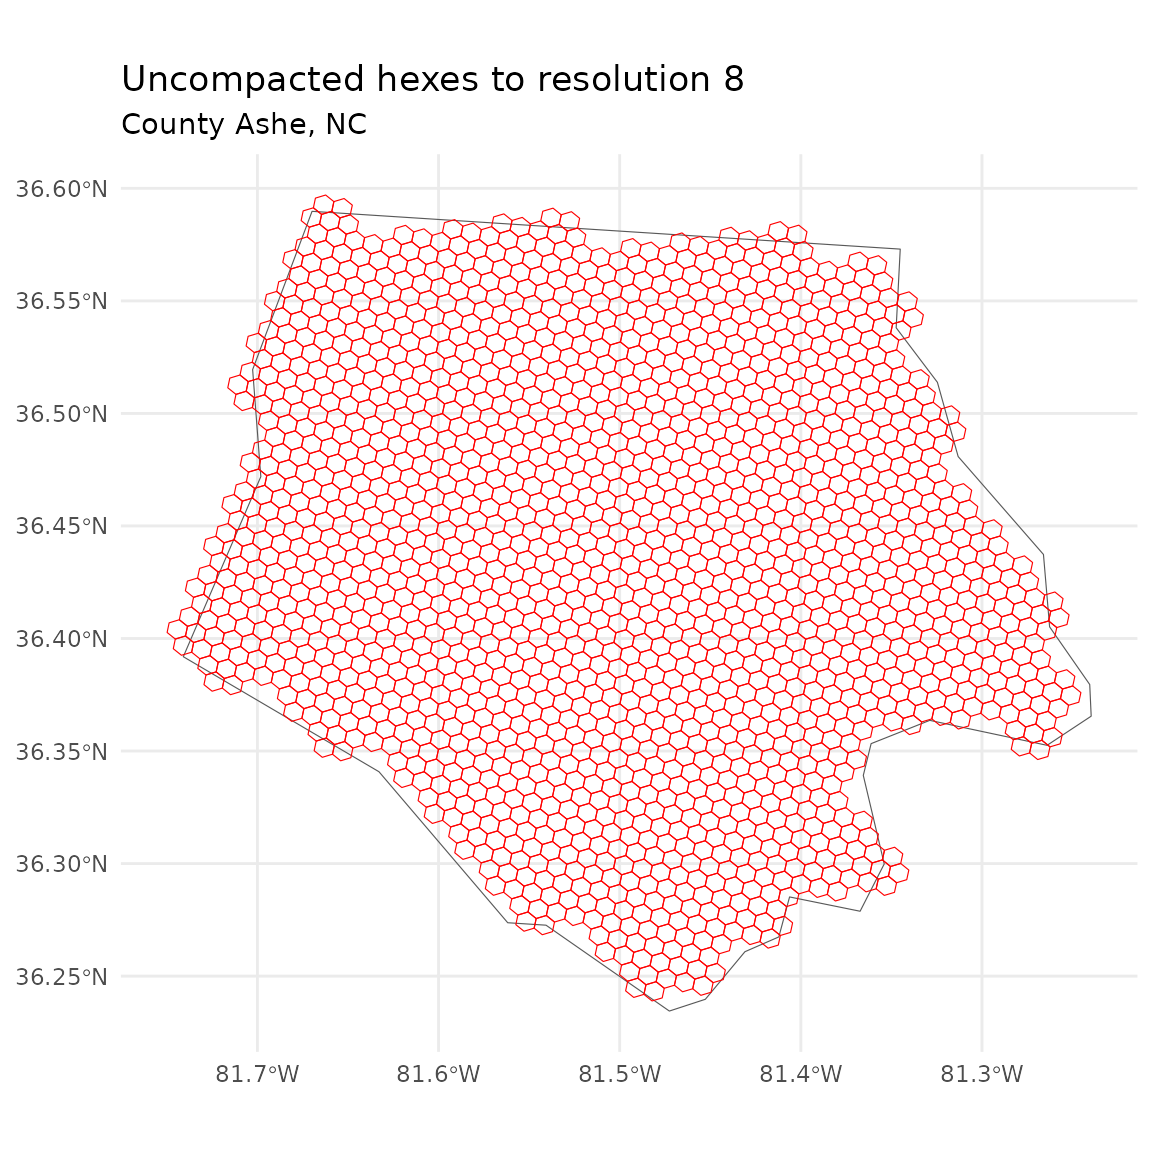 Uncompacted hexes to resolution 8
County Ashe, NC
36.60°N
36.55°N
36.50°N
36.45°N
36.40°N
36.35°N
36.30°N
36.25°N
81.7°W 81.6°W 81.5°W 81.4°W 81.3°W